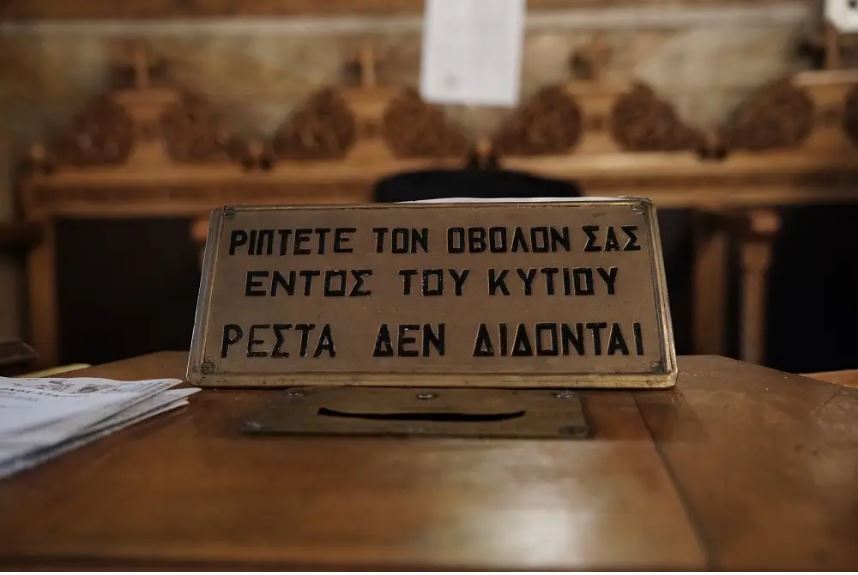 ΡΙΠΤΕΤΕ ΤΟΝ ΟΒΟΛΟΝ ΣΑΣ
ΕΝΤΟΣ ΤΟΥ ΚΥΤΙΟΥ
ΡΕΣΤΑ ΔΕΝ ΔΙΔΟΝΤΑΙ